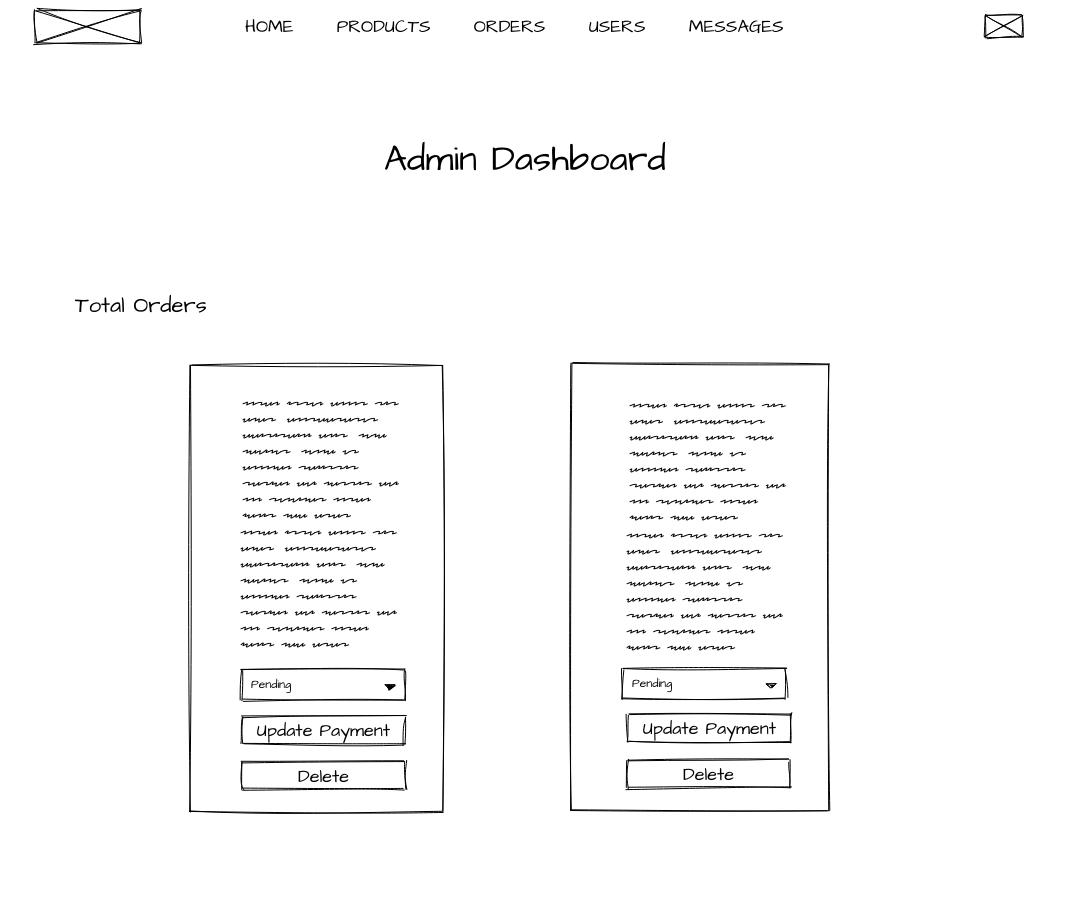 HOME PRODUCTS ORDERS USERS MESSAGES
Admin Dashboard
Total Orders
Pending
Update Payment
Delete
Pending
Update Payment
Delete